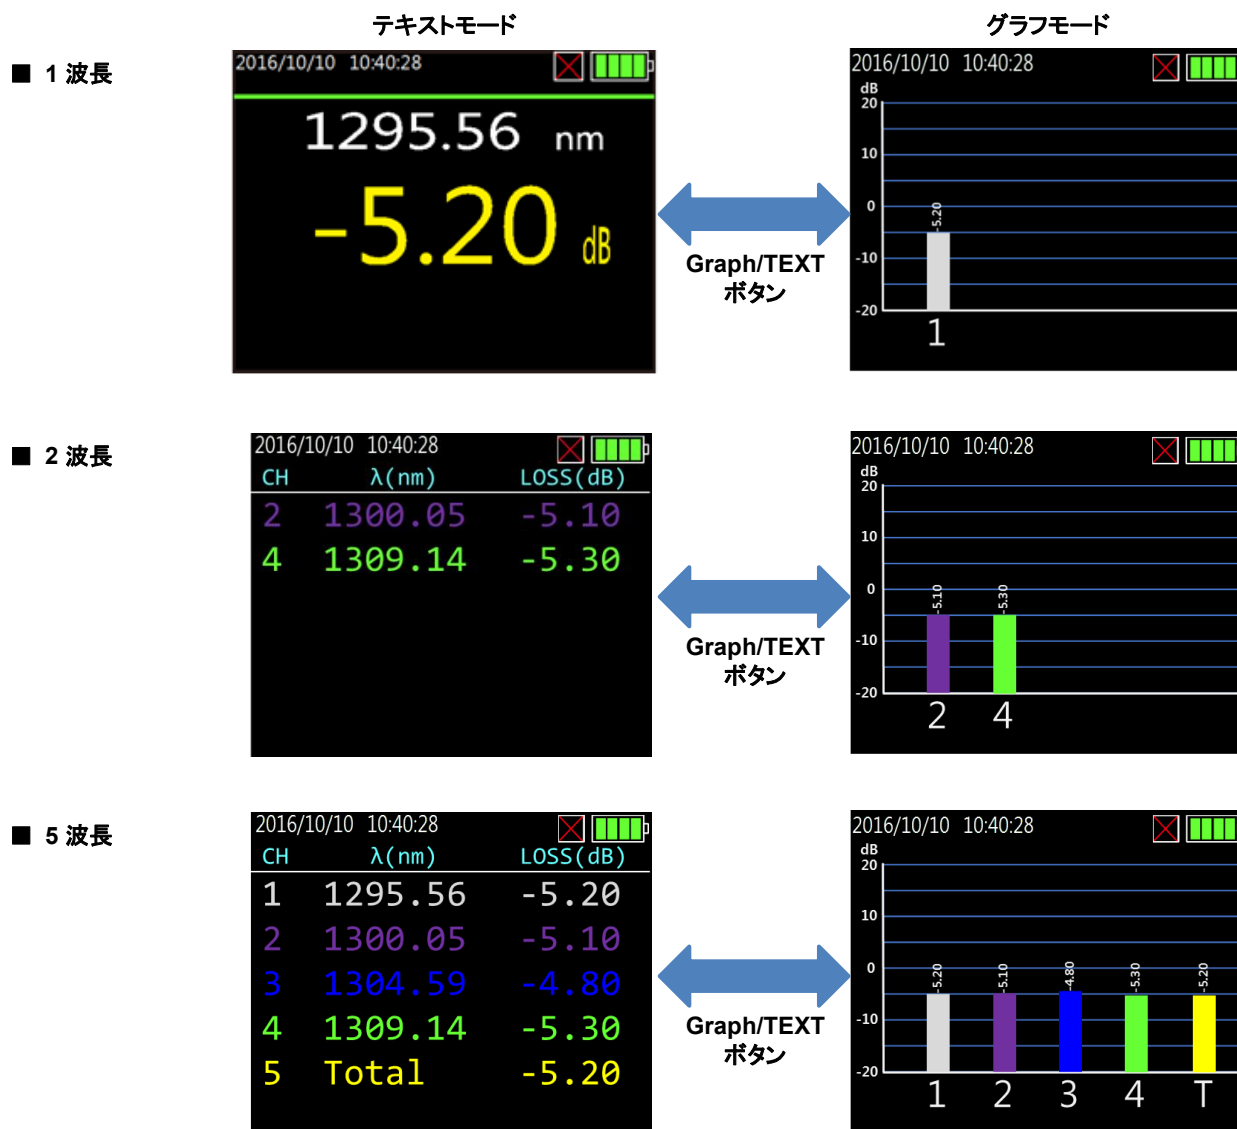 テキストモード
グラフモード
■ 1 波長
2016/10/10 10:40:28
1295.56 nm
-5.20 dB
Graph/TEXT
ボタン
2016/10/10 10:40:28
dB
20
10
0
-10
-20
-5.20
1
■ 2 波長
2016/10/10 10:40:28
CH λ(nm) LOSS(dB)
2 1300.05 -5.10
4 1309.14 -5.30
Graph/TEXT
ボタン
2016/10/10 10:40:28
dB
20
10
0
-10
-20
-5.10 -5.30
2 4
■ 5 波長
2016/10/10 10:40:28
CH λ(nm) LOSS(dB)
1 1295.56 -5.20
2 1300.05 -5.10
3 1304.59 -4.80
4 1309.14 -5.30
5 Total -5.20
Graph/TEXT
ボタン
2016/10/10 10:40:28
dB
20
10
0
-10
-20
-5.20 -5.10 -4.80 -5.30 -5.20
1 2 3 4 T